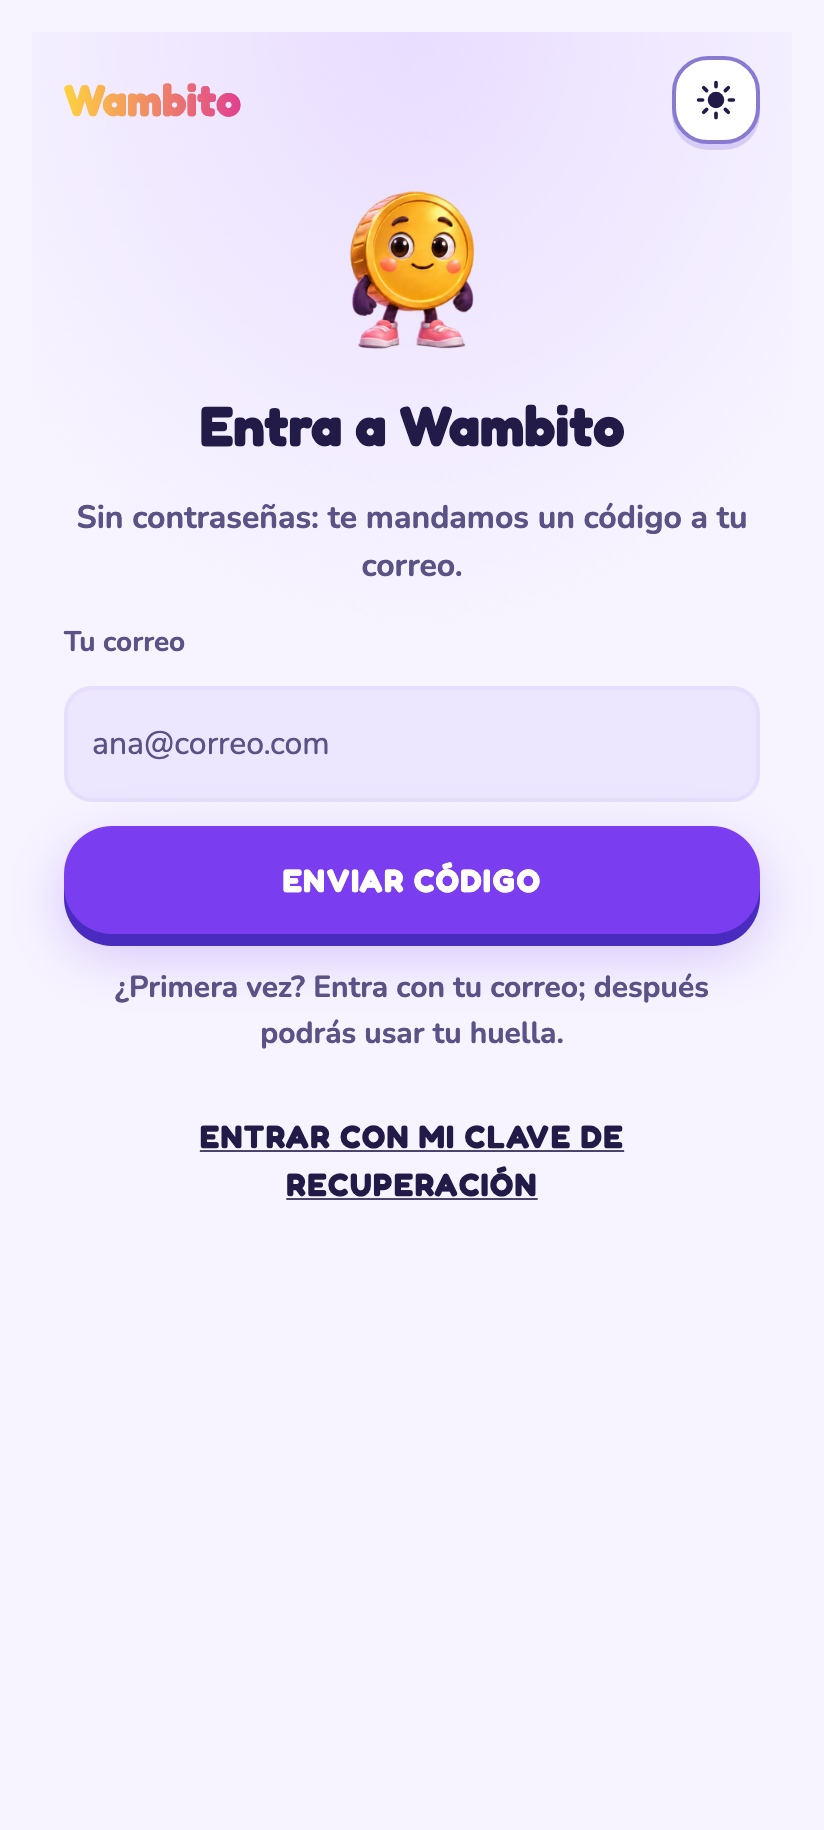 Wambito
Entra a Wambito
Sin contraseñas: te mandamos un código a tu
correo.
Tu correo
ana@correo.com
ENVIAR CÓDIGO
¿Primera vez? Entra con tu correo; después
podrás usar tu huella.
ENTRAR CON MI CLAVE DE
RECUPERACIÓN